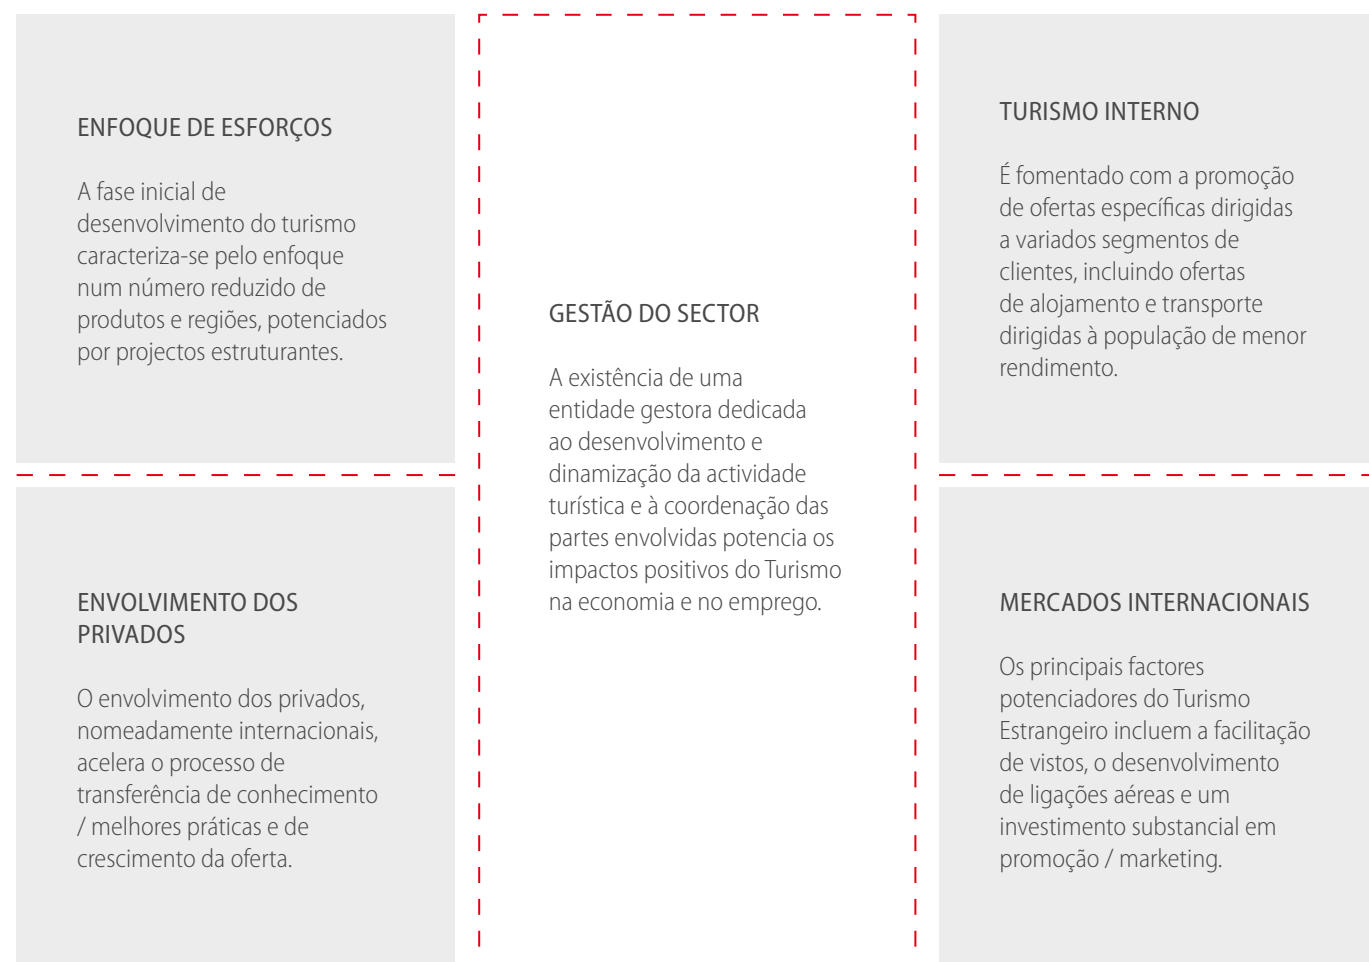 ENFOQUE DE ESFORÇOS
A fase inicial de
desenvolvimento do turismo
caracteriza-se pelo enfoque
num número reduzido de
produtos e regiões, potenciados
por projectos estruturantes.
ENVOLVIMENTO DOS
PRIVADOS
O envolvimento dos privados,
nomeadamente internacionais,
acelera o processo de
transferência de conhecimento
/ melhores práticas e de
crescimento da oferta.
GESTÃO DO SECTOR
A existência de uma
entidade gestora dedicada
ao desenvolvimento e
dinamização da actividade
turística e à coordenação das
partes envolvidas potencia os
impactos positivos do Turismo
na economia e no emprego.
TURISMO INTERNO
É fomentado com a promoção
de ofertas específicas dirigidas
a variados segmentos de
clientes, incluindo ofertas
de alojamento e transporte
dirigidas à população de menor
rendimento.
MERCADOS INTERNACIONAIS
Os principais factores
potenciadores do Turismo
Estrangeiro incluem a facilitação
de vistos, o desenvolvimento
de ligações aéreas e um
investimento substancial em
promoção / marketing.